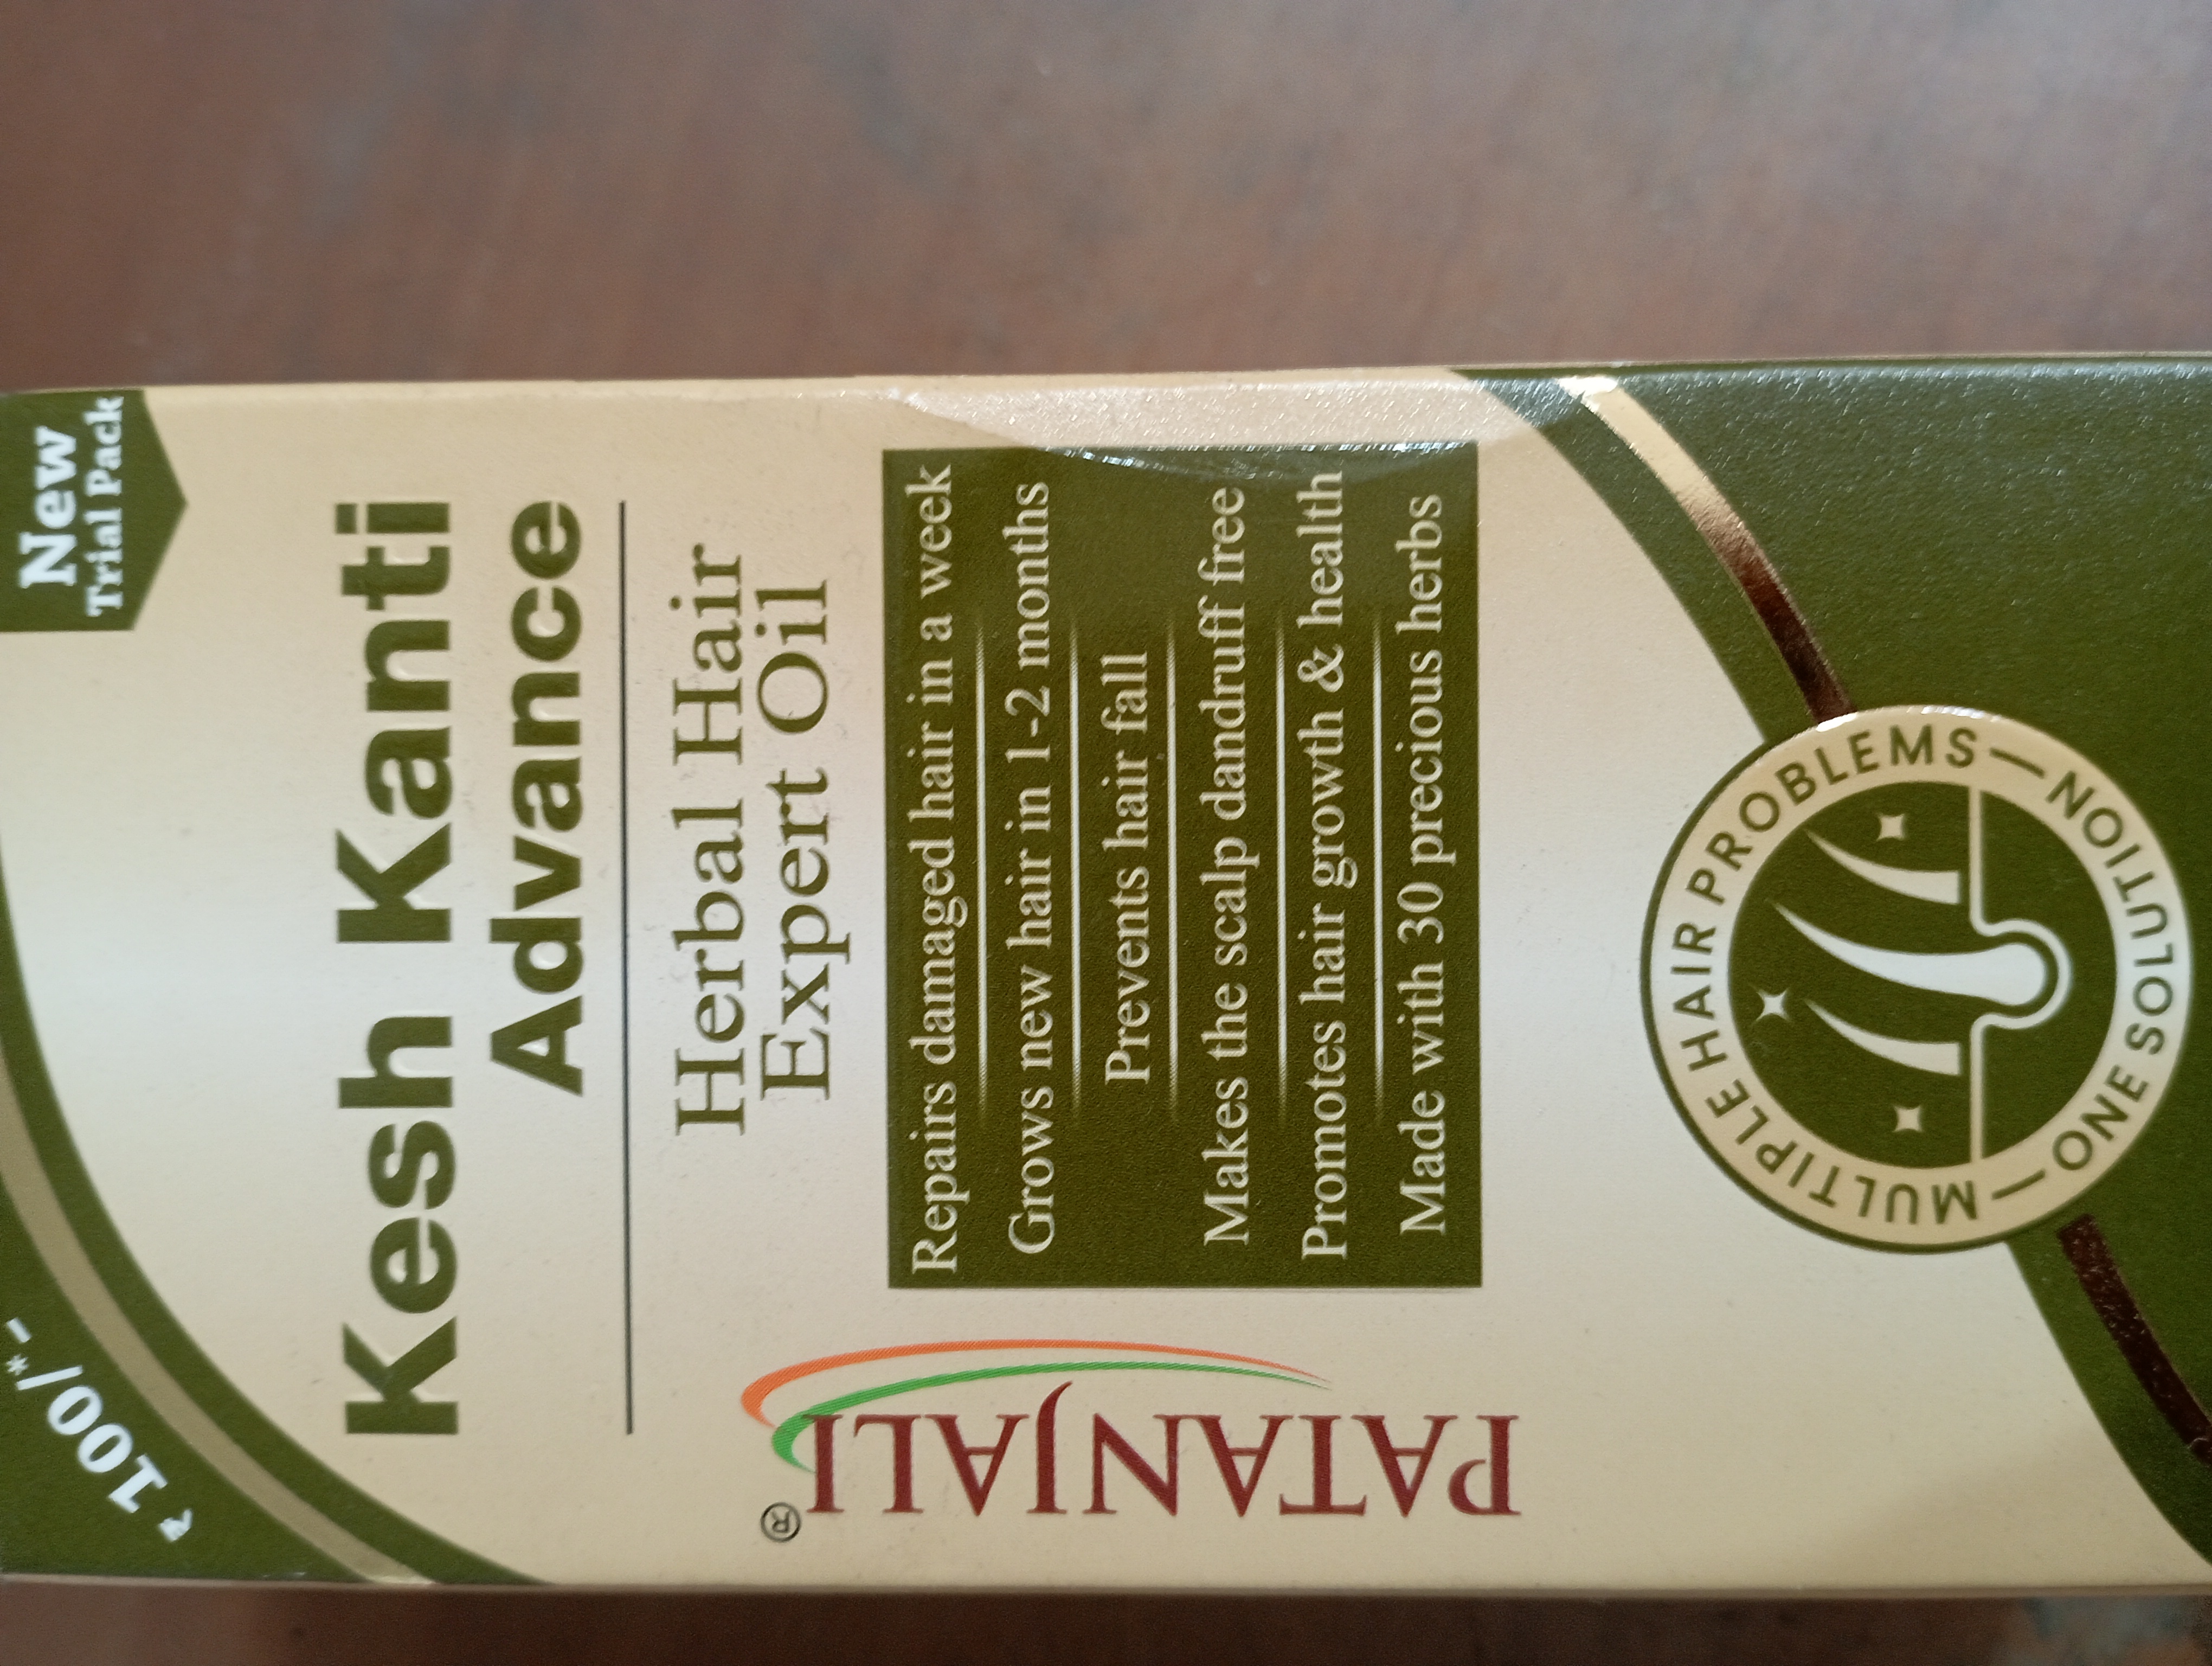 ₹ 100/*-
New
Trial Pack
Kesh Kanti
Advance
Herbal Hair
Expert Oil
PATANJALI®
Repairs damaged hair in a week
Grows new hair in 1-2 months
Prevents hair fall
Makes the scalp dandruff free
Promotes hair growth & health
Made with 30 precious herbs
MULTIPLE HAIR PROBLEMS — ONE SOLUTION —